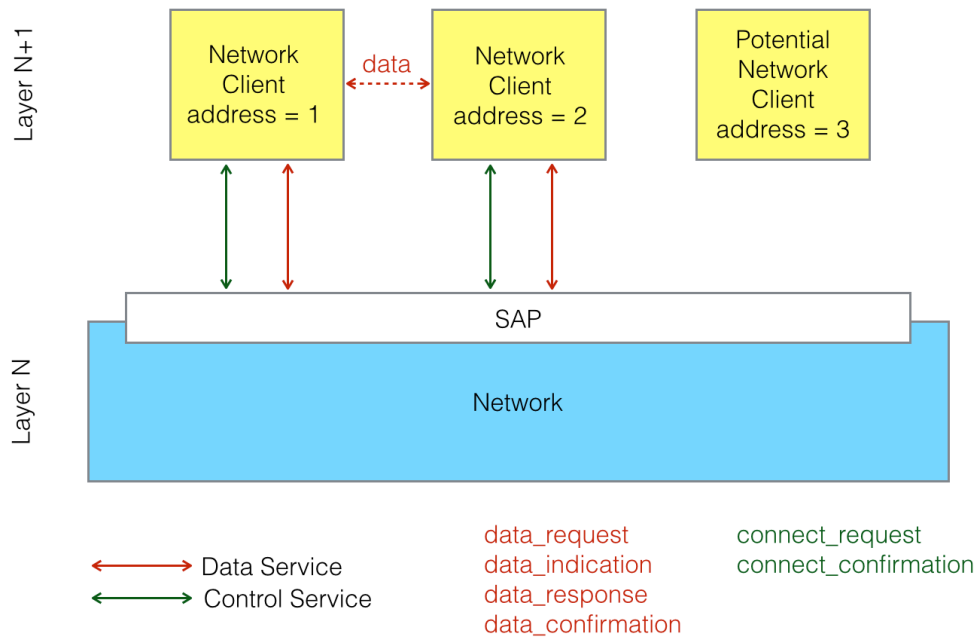 Layer N+1
Network
Client
address = 1
data
Network
Client
address = 2
Potential
Network
Client
address = 3
SAP
Layer N
Network
Data Service
Control Service
data_request
data_indication
data_response
data_confirmation
connect_request
connect_confirmation